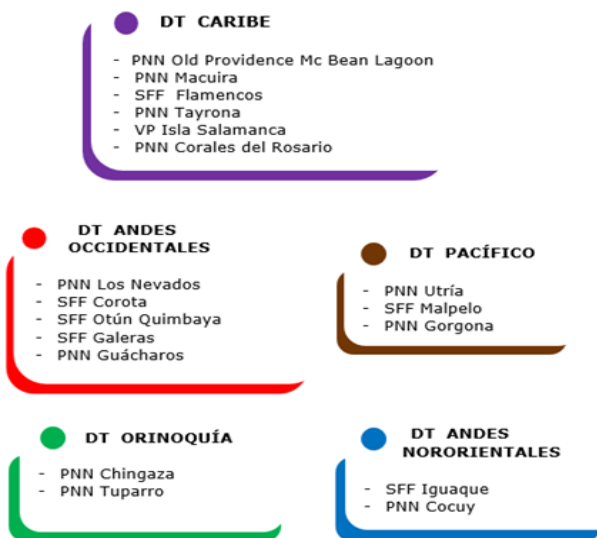 DT CARIBE
- PNN Old Providence Mc Bean Lagoon
- PNN Macuira
- SFF Flamencos
- PNN Tayrona
- VP Isla Salamanca
- PNN Corales del Rosario
DT ANDES
OCCIDENTALES
- PNN Los Nevados
- SFF Corota
- SFF Otún Quimbaya
- SFF Galeras
- PNN Guácharos
DT PACÍFICO
- PNN Utría
- SFF Malpelo
- PNN Gorgona
DT ORINOQUÍA
- PNN Chingaza
- PNN Tuparro
DT ANDES
NORORIENTALES
- SFF Iguaque
- PNN Cocuy